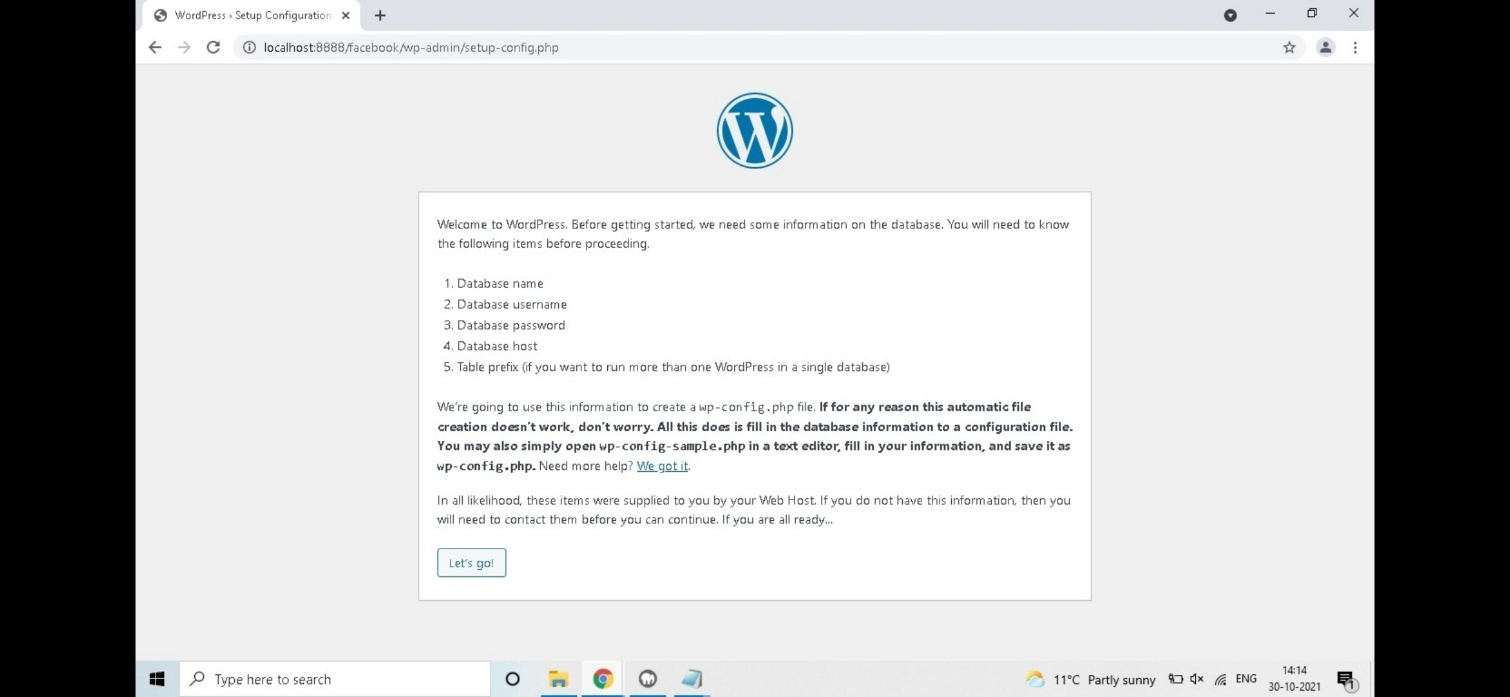 WordPress › Setup Configuration
localhost:8888/facebook/wp-admin/setup-config.php
Welcome to WordPress. Before getting started, we need some information on the database. You will need to know
the following items before proceeding.
1. Database name
2. Database username
3. Database password
4. Database host
5. Table prefix (if you want to run more than one WordPress in a single database)
We're going to use this information to create a wp-config.php file. If for any reason this automatic file
creation doesn't work, don't worry. All this does is fill in the database information to a configuration file.
You may also simply open wp-config-sample.php in a text editor, fill in your information, and save it as
wp-config.php. Need more help? We got it.
In all likelihood, these items were supplied to you by your Web Host. If you do not have this information, then you
will need to contact them before you can continue. If you are all ready...
Let's go!
Type here to search
11°C Partly sunny
ENG
14:14
30-10-2021
1